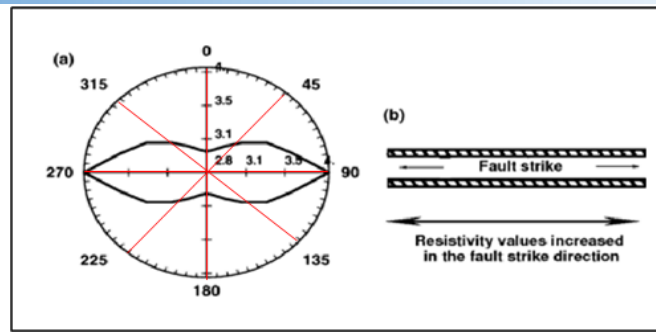 (a)
0
4.
315
45
3.5
3.1
(b)
2.8 3.1 3.5 4.
270
90
Fault strike
225
135
180
Resistivity values increased
in the fault strike direction